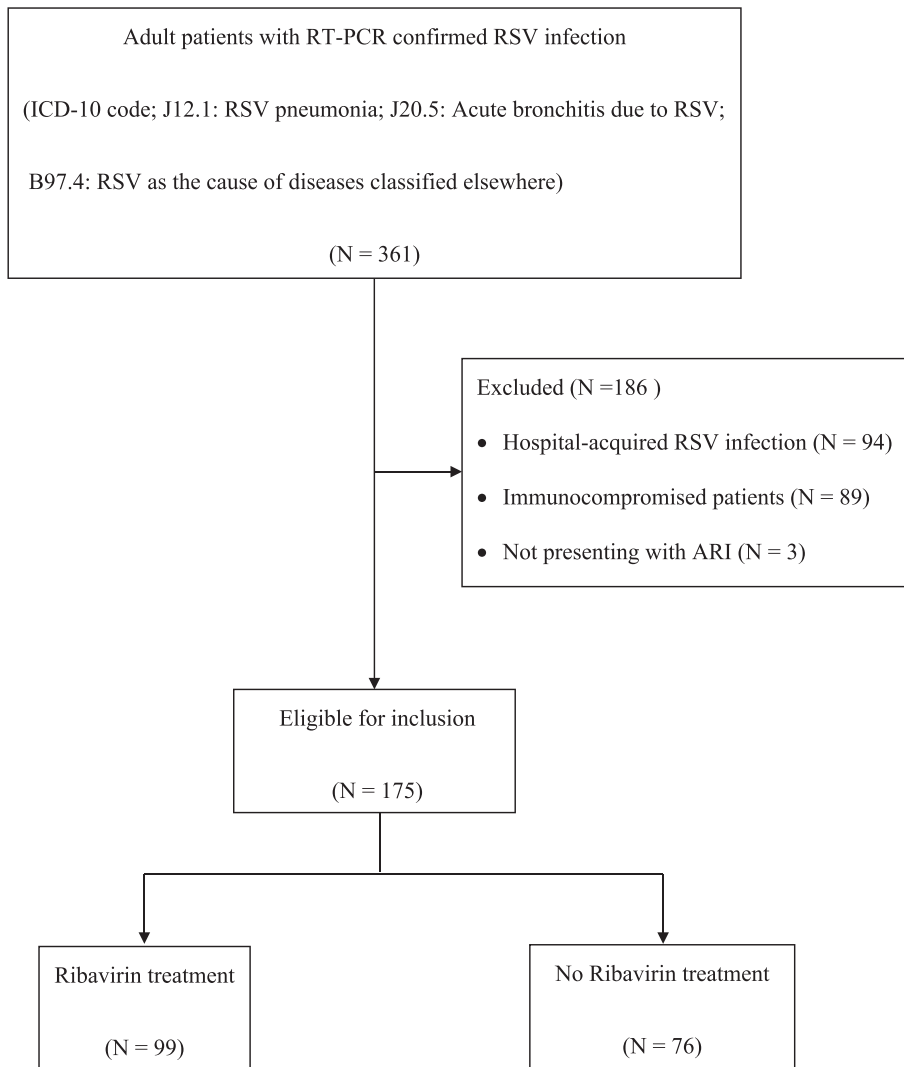 Adult patients with RT-PCR confirmed RSV infection
(ICD-10 code; J12.1: RSV pneumonia; J20.5: Acute bronchitis due to RSV;
B97.4: RSV as the cause of diseases classified elsewhere)
(N = 361)
Excluded (N =186 )
• Hospital-acquired RSV infection (N = 94)
• Immunocompromised patients (N = 89)
• Not presenting with ARI (N = 3)
Eligible for inclusion
(N = 175)
Ribavirin treatment
(N = 99)
No Ribavirin treatment
(N = 76)